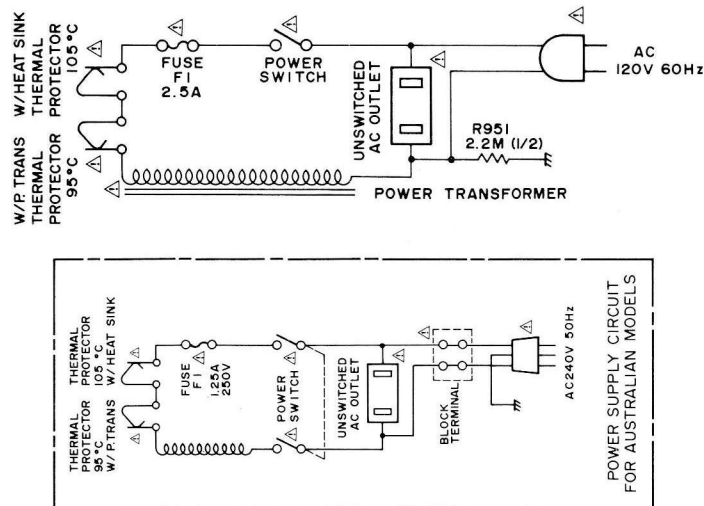 W/HEAT SINK
THERMAL
PROTECTOR
105°C
FUSE
F1
2.5A
POWER
SWITCH
UNSWITCHED
AC OUTLET
AC
120V 60Hz
R951
2.2M (1/2)
W/P. TRANS
THERMAL
PROTECTOR
95°C
POWER TRANSFORMER
THERMAL
PROTECTOR
105 °C
W/HEAT SINK
FUSE
F1
1.25A
250V
POWER
SWITCH
UNSWITCHED
AC OUTLET
BLOCK
TERMINAL
AC240V 50Hz
THERMAL
PROTECTOR
95°C
W/P. TRANS
POWER SUPPLY CIRCUIT
FOR AUSTRALIAN MODELS